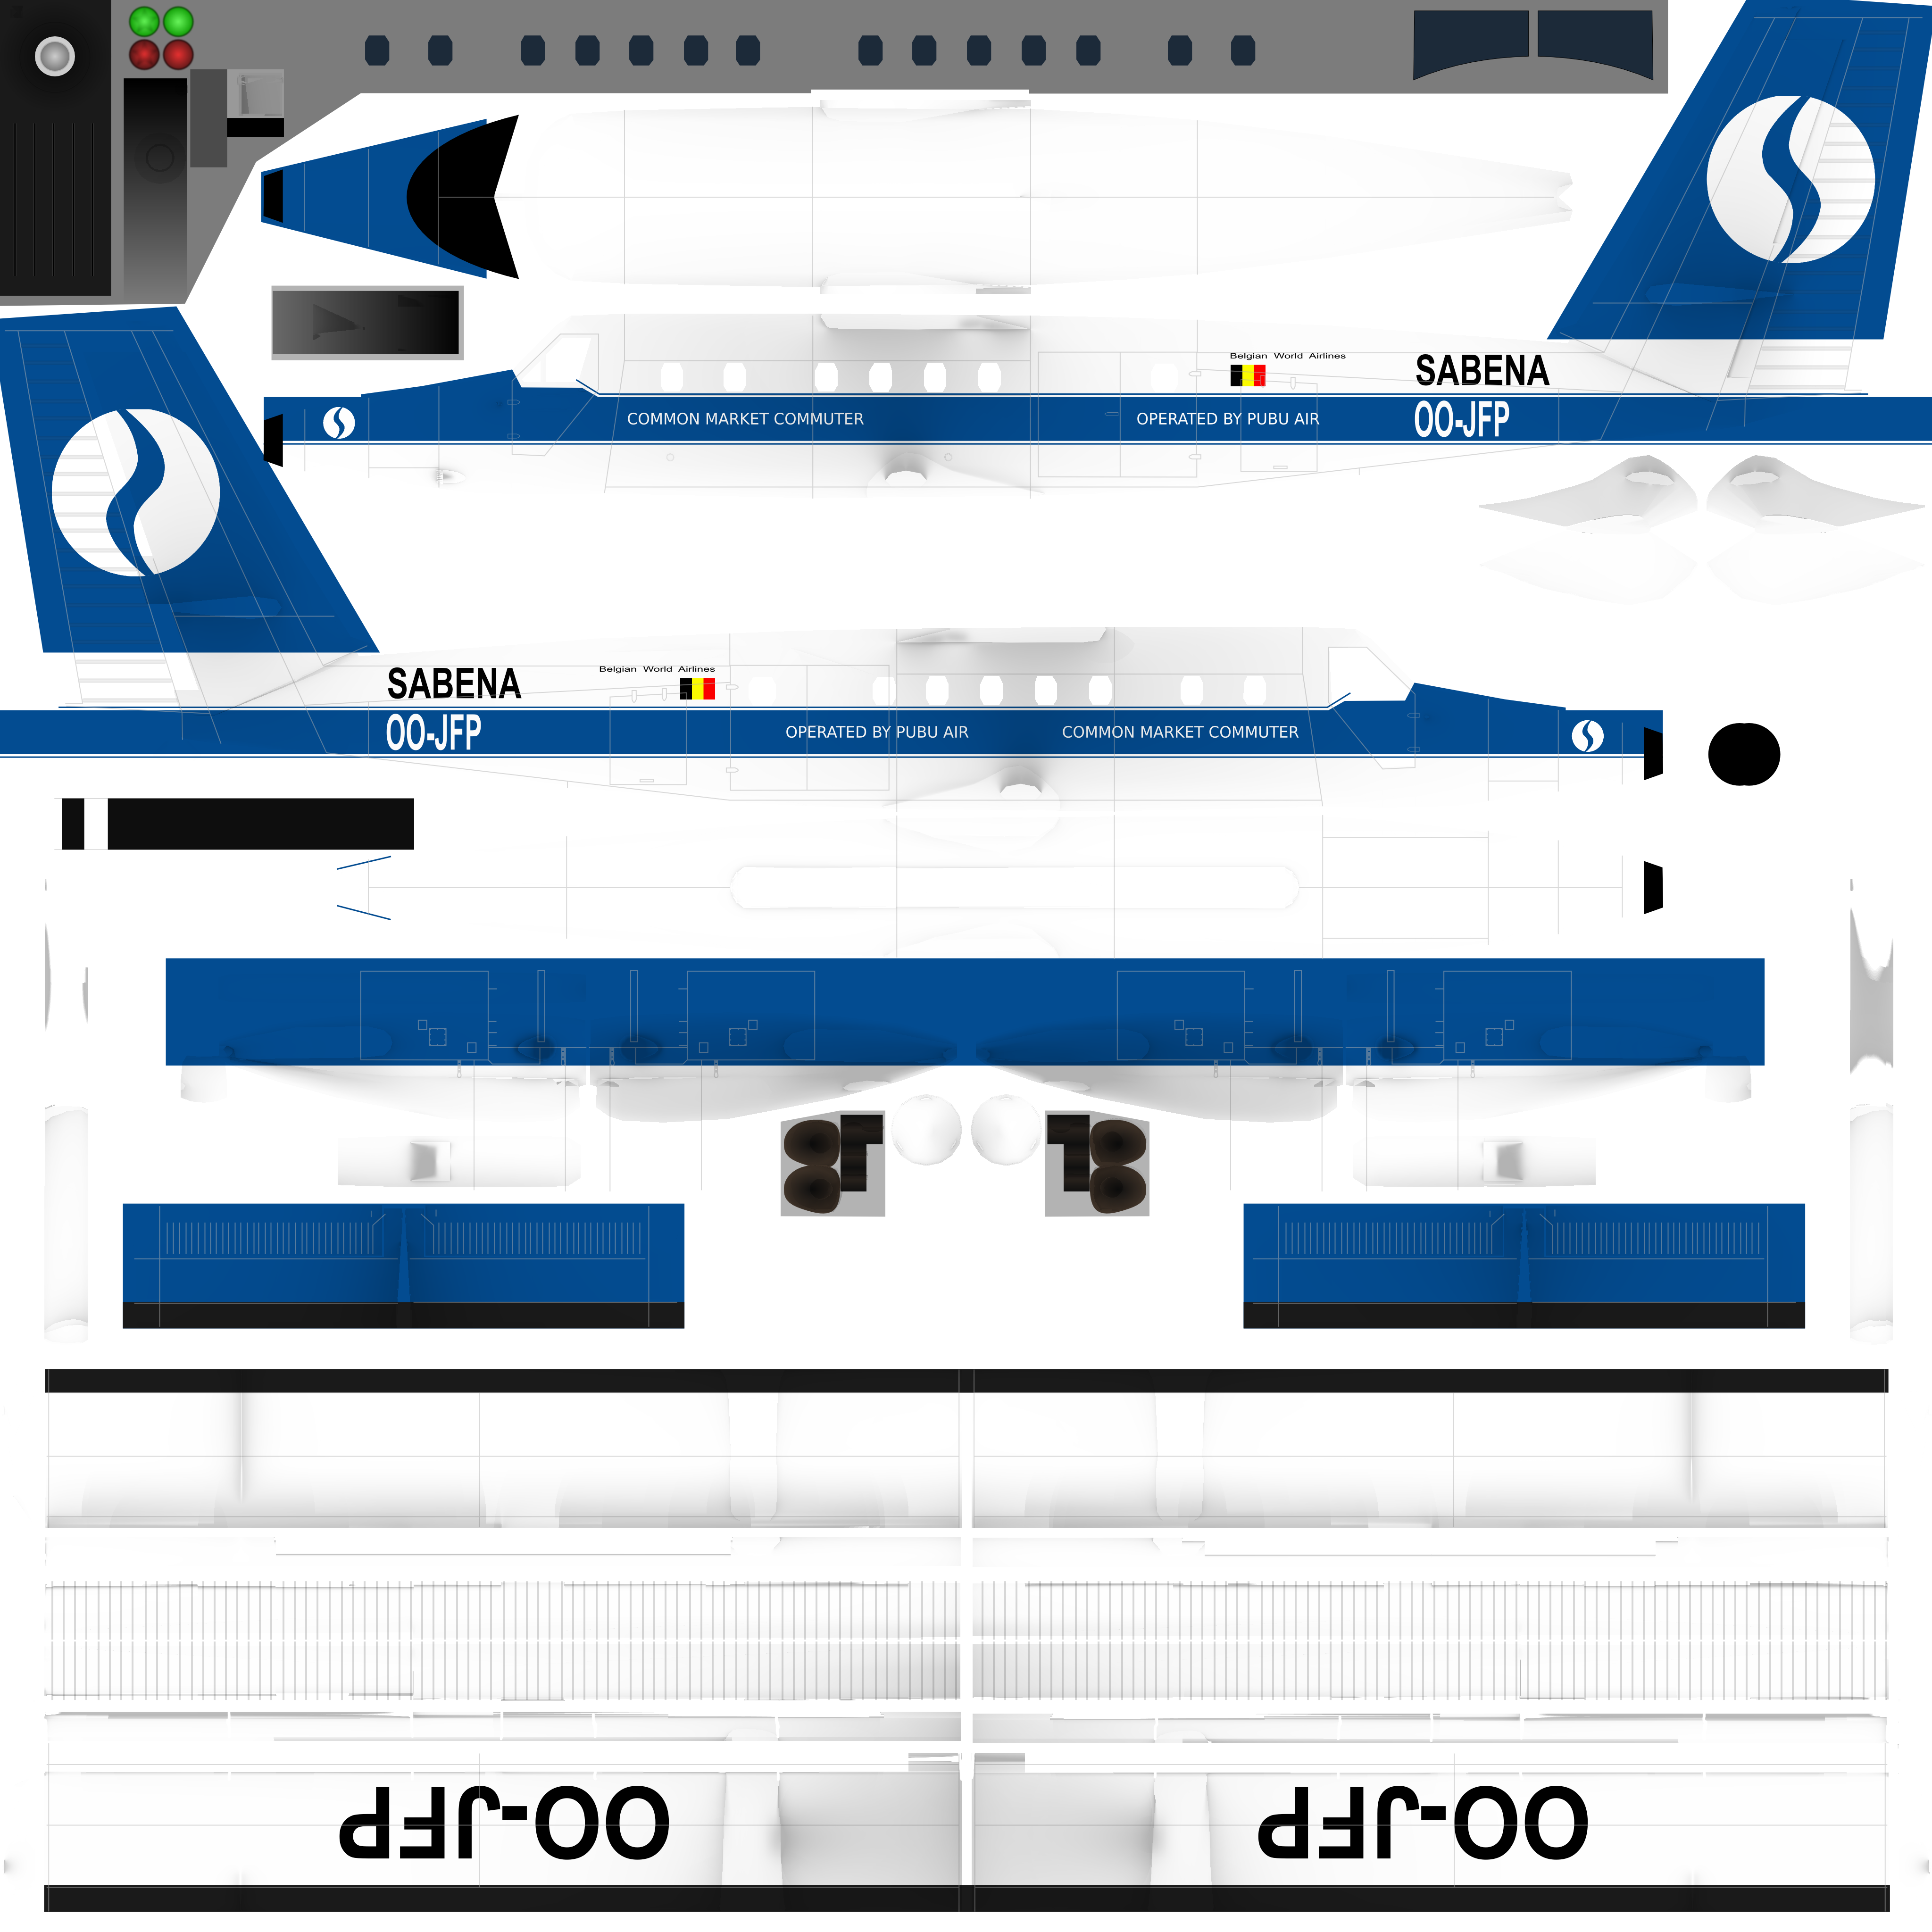 Belgian World Airlines
SABENA
COMMON MARKET COMMUTER
OPERATED BY PUBU AIR
OO-JFP
Belgian World Airlines
SABENA
OO-JFP
OPERATED BY PUBU AIR
COMMON MARKET COMMUTER
OO-JFP
OO-JFP